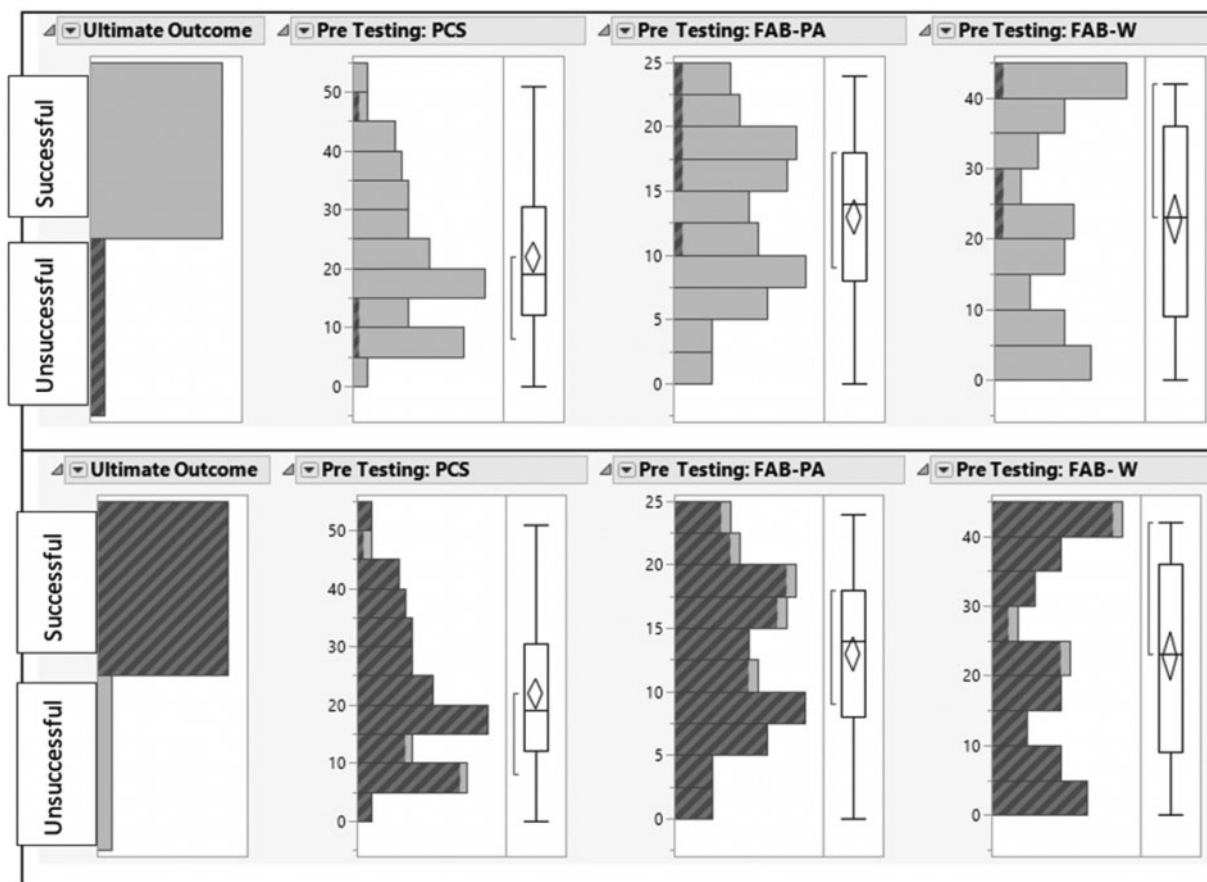 Ultimate Outcome
Pre Testing: PCS
Pre Testing: FAB-PA
Pre Testing: FAB-W
Successful
Unsuccessful
50
40
30
20
10
0
25
20
15
10
5
0
40
30
20
10
0
Ultimate Outcome
Pre Testing: PCS
Pre Testing: FAB-PA
Pre Testing: FAB- W
Successful
Unsuccessful
50
40
30
20
10
0
25
20
15
10
5
0
40
30
20
10
0